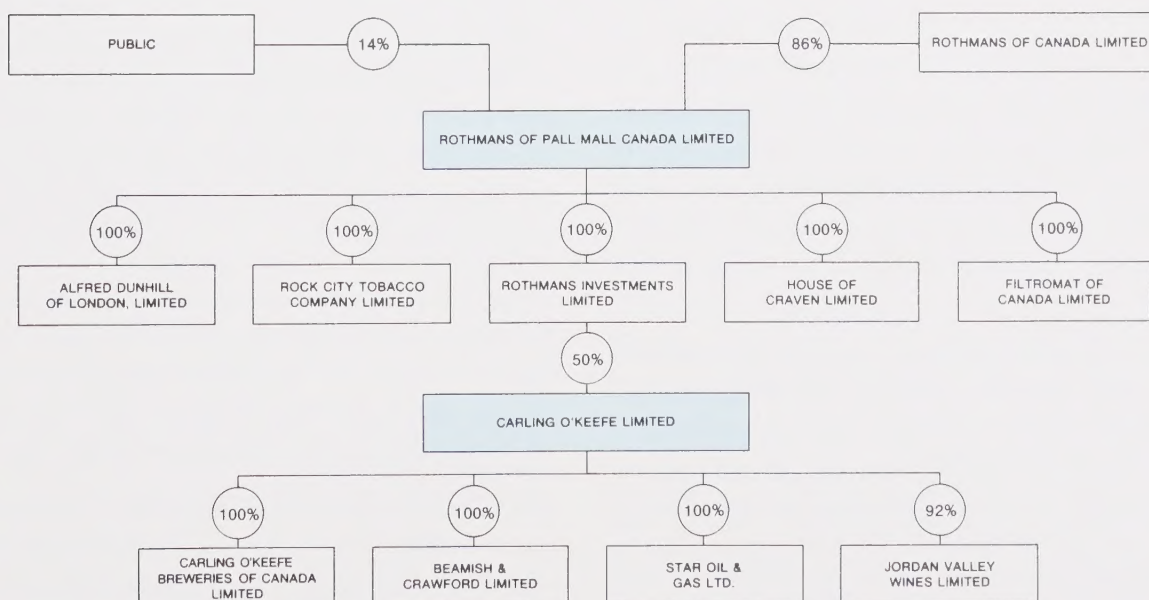 PUBLIC
14%
86%
ROTHMANS OF CANADA LIMITED
ROTHMANS OF PALL MALL CANADA LIMITED
100%
100%
100%
100%
100%
ALFRED DUNHILL
OF LONDON, LIMITED
ROCK CITY TOBACCO
COMPANY LIMITED
ROTHMANS INVESTMENTS
LIMITED
HOUSE OF
CRAVEN LIMITED
FILTROMAT OF
CANADA LIMITED
50%
CARLING O'KEEFE LIMITED
100%
100%
100%
92%
CARLING O'KEEFE
BREWERIES OF CANADA
LIMITED
BEAMISH &
CRAWFORD LIMITED
STAR OIL &
GAS LTD.
JORDAN VALLEY
WINES LIMITED